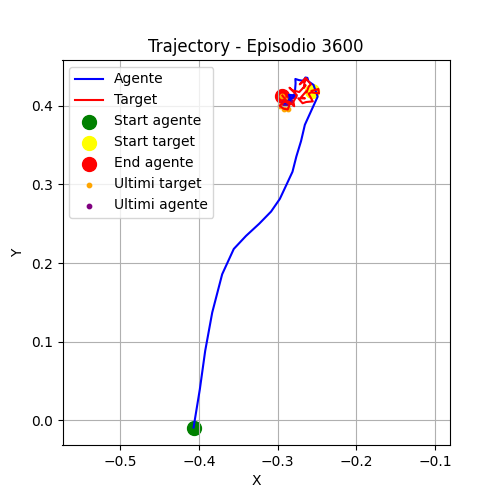 Trajectory - Episodio 3600
Agente
Target
Start agente
Start target
End agente
Ultimi target
Ultimi agente
Y
0.4
0.3
0.2
0.1
0.0
−0.5
−0.4
−0.3
−0.2
−0.1
X